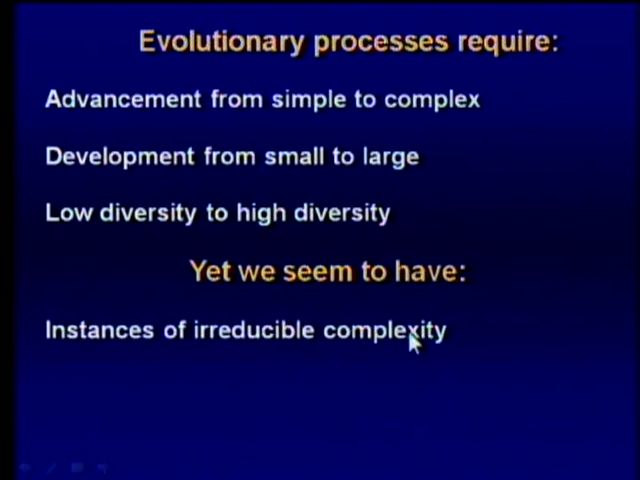 Evolutionary processes require:
Advancement from simple to complex
Development from small to large
Low diversity to high diversity
Yet we seem to have:
Instances of irreducible complexity